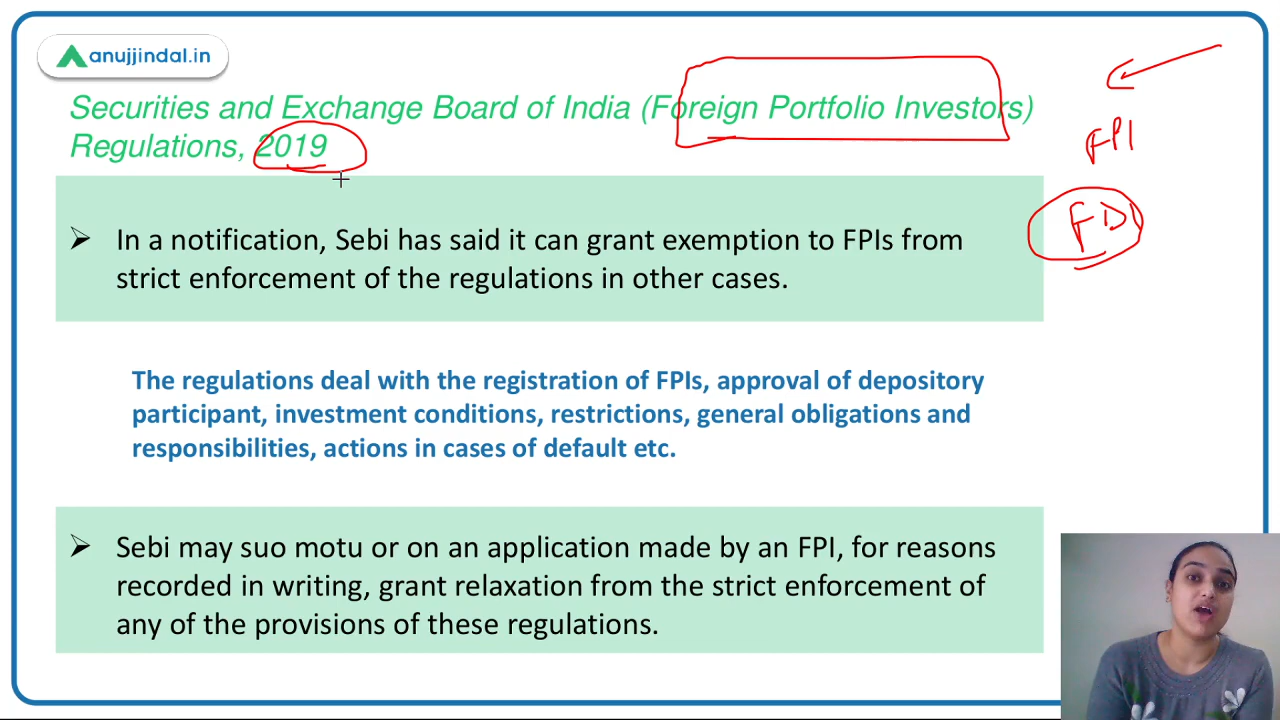 anujjindal.in
Securities and Exchange Board of India (Foreign Portfolio Investors)
Regulations, 2019
FPI
FDI
➢ In a notification, Sebi has said it can grant exemption to FPIs from
strict enforcement of the regulations in other cases.
The regulations deal with the registration of FPIs, approval of depository
participant, investment conditions, restrictions, general obligations and
responsibilities, actions in cases of default etc.
➢ Sebi may suo motu or on an application made by an FPI, for reasons
recorded in writing, grant relaxation from the strict enforcement of
any of the provisions of these regulations.